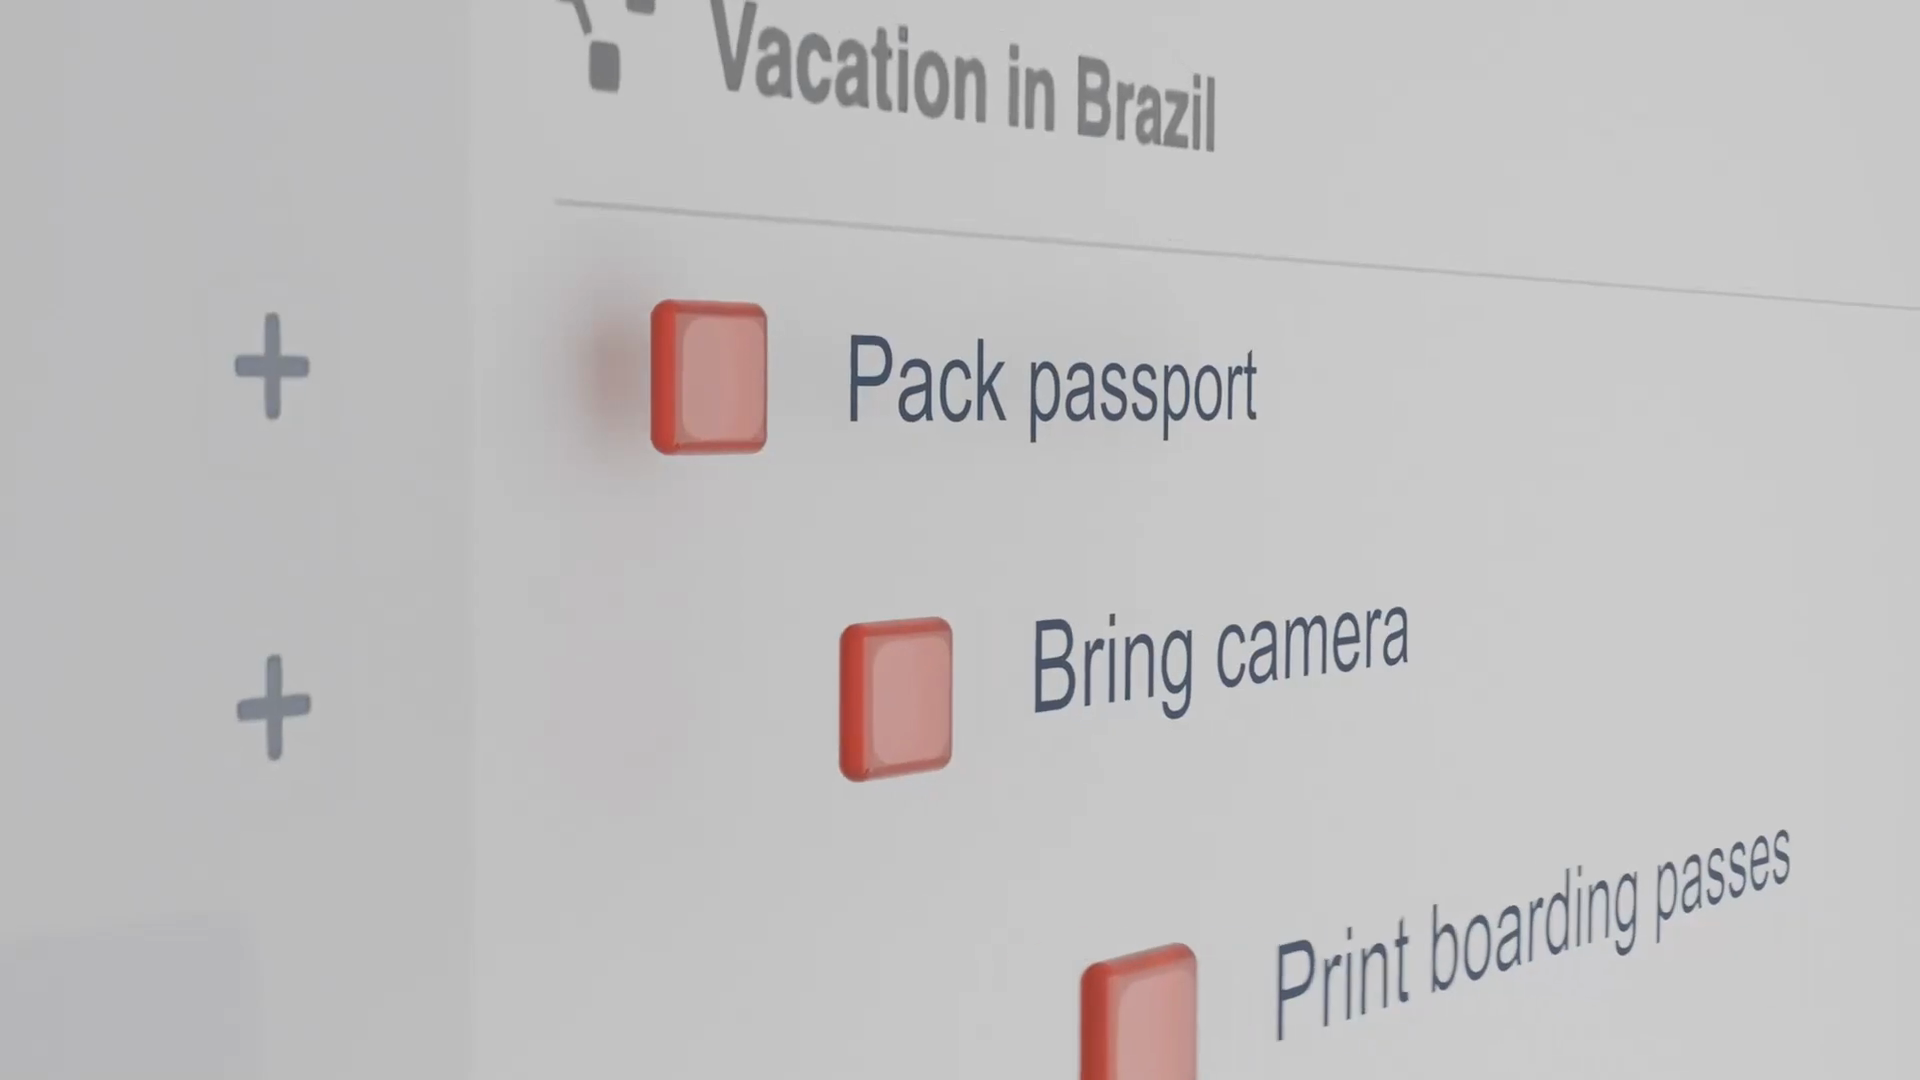 Vacation in Brazil
Pack passport
Bring camera
Print boarding passes